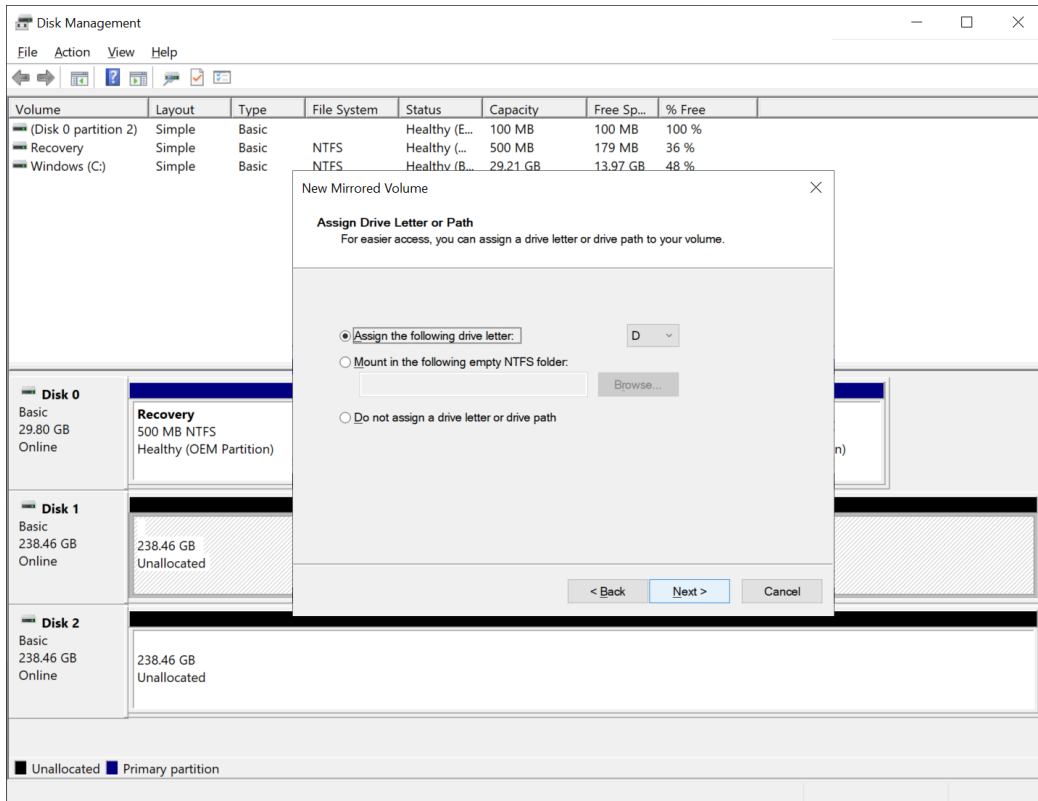 Disk Management
File Action View Help
Volume Layout Type File System Status Capacity Free Sp... % Free
(Disk 0 partition 2) Simple Basic Healthy (E... 100 MB 100 MB 100 %
Recovery Simple Basic NTFS Healthy (... 500 MB 179 MB 36 %
Windows (C:) Simple Basic NTFS Healthy (B... 29.21 GB 13.97 GB 48 %
New Mirrored Volume
Assign Drive Letter or Path
For easier access, you can assign a drive letter or drive path to your volume.
Assign the following drive letter: D
Mount in the following empty NTFS folder:
Browse...
Do not assign a drive letter or drive path
< Back Next > Cancel
Disk 0
Basic
29.80 GB
Online
Recovery
500 MB NTFS
Healthy (OEM Partition)
n)
Disk 1
Basic
238.46 GB
Online
238.46 GB
Unallocated
Disk 2
Basic
238.46 GB
Online
238.46 GB
Unallocated
Unallocated Primary partition